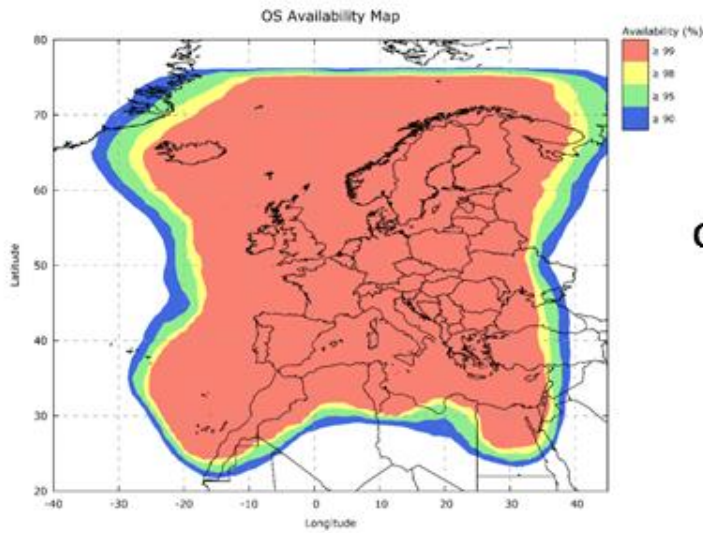 OS Availability Map
Availability (%)
≥ 99
≥ 98
≥ 95
≥ 90
80
70
60
50
40
30
20
Latitude
-40 -30 -20 -10 0 10 20 30 40
Longitude